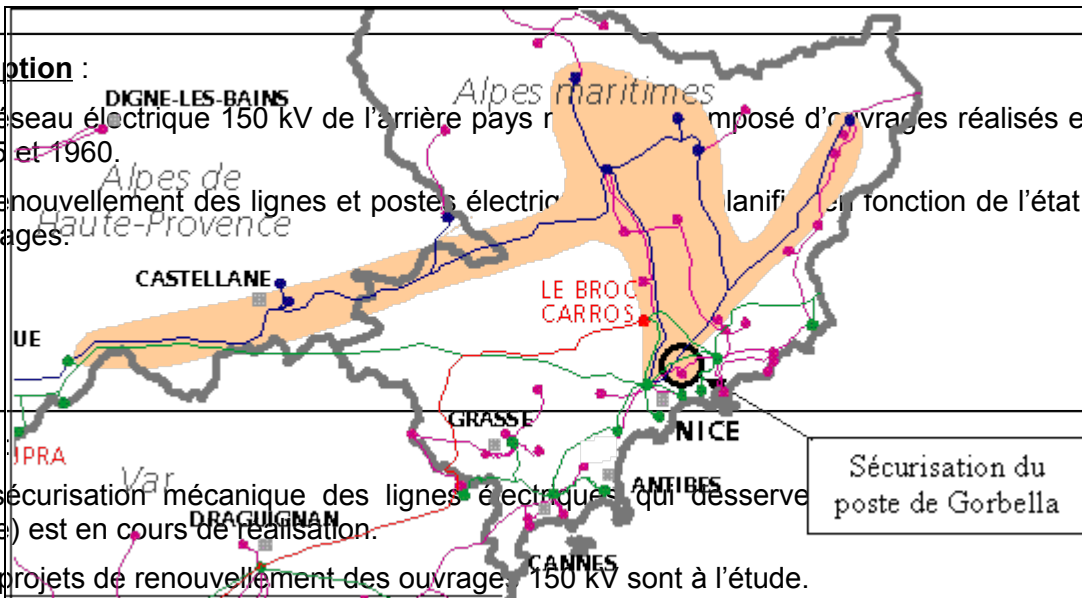 ption :
DIGNE-LES-BAINS
Alpes maritimes
éseau électrique 150 kV de l'arrière pays mposé d'ouvrages réalisés e
et 1960.
Alpes de
Haute-Provence
enouvellement des lignes et postes électriq planifi en fonction de l'état
ages.
CASTELLANE
LE BROC
CARROS
UE
GRASSE
NICE
JPRA
Var
sécurisation mécanique des lignes électriques qui desserve
ANTIBES
DRAGUIGNAN
e) est en cours de réalisation.
CANNES
projets de renouvellement des ouvrages 150 kV sont à l'étude.
Sécurisation du
poste de Gorbella